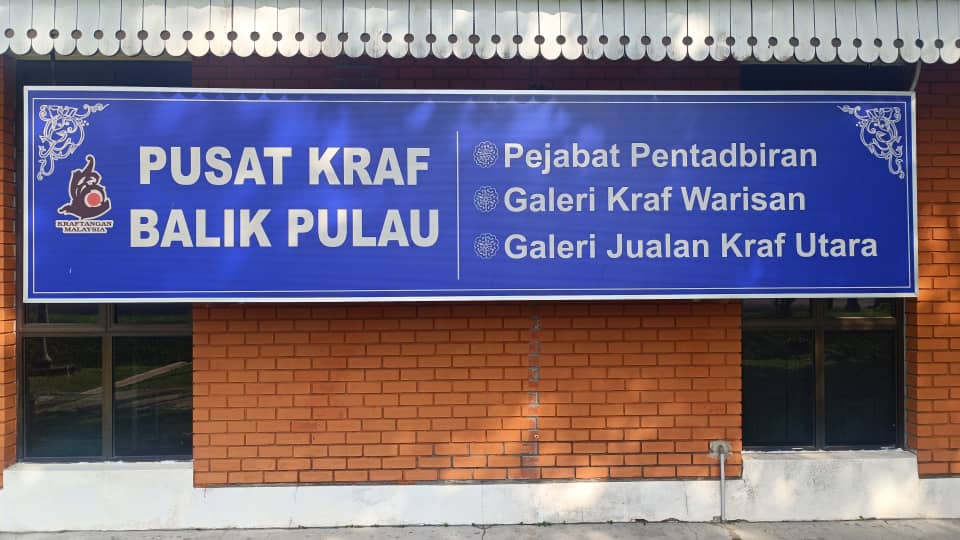 KRAFTANGAN
MALAYSIA
PUSAT KRAF
BALIK PULAU
Pejabat Pentadbiran
Galeri Kraf Warisan
Galeri Jualan Kraf Utara